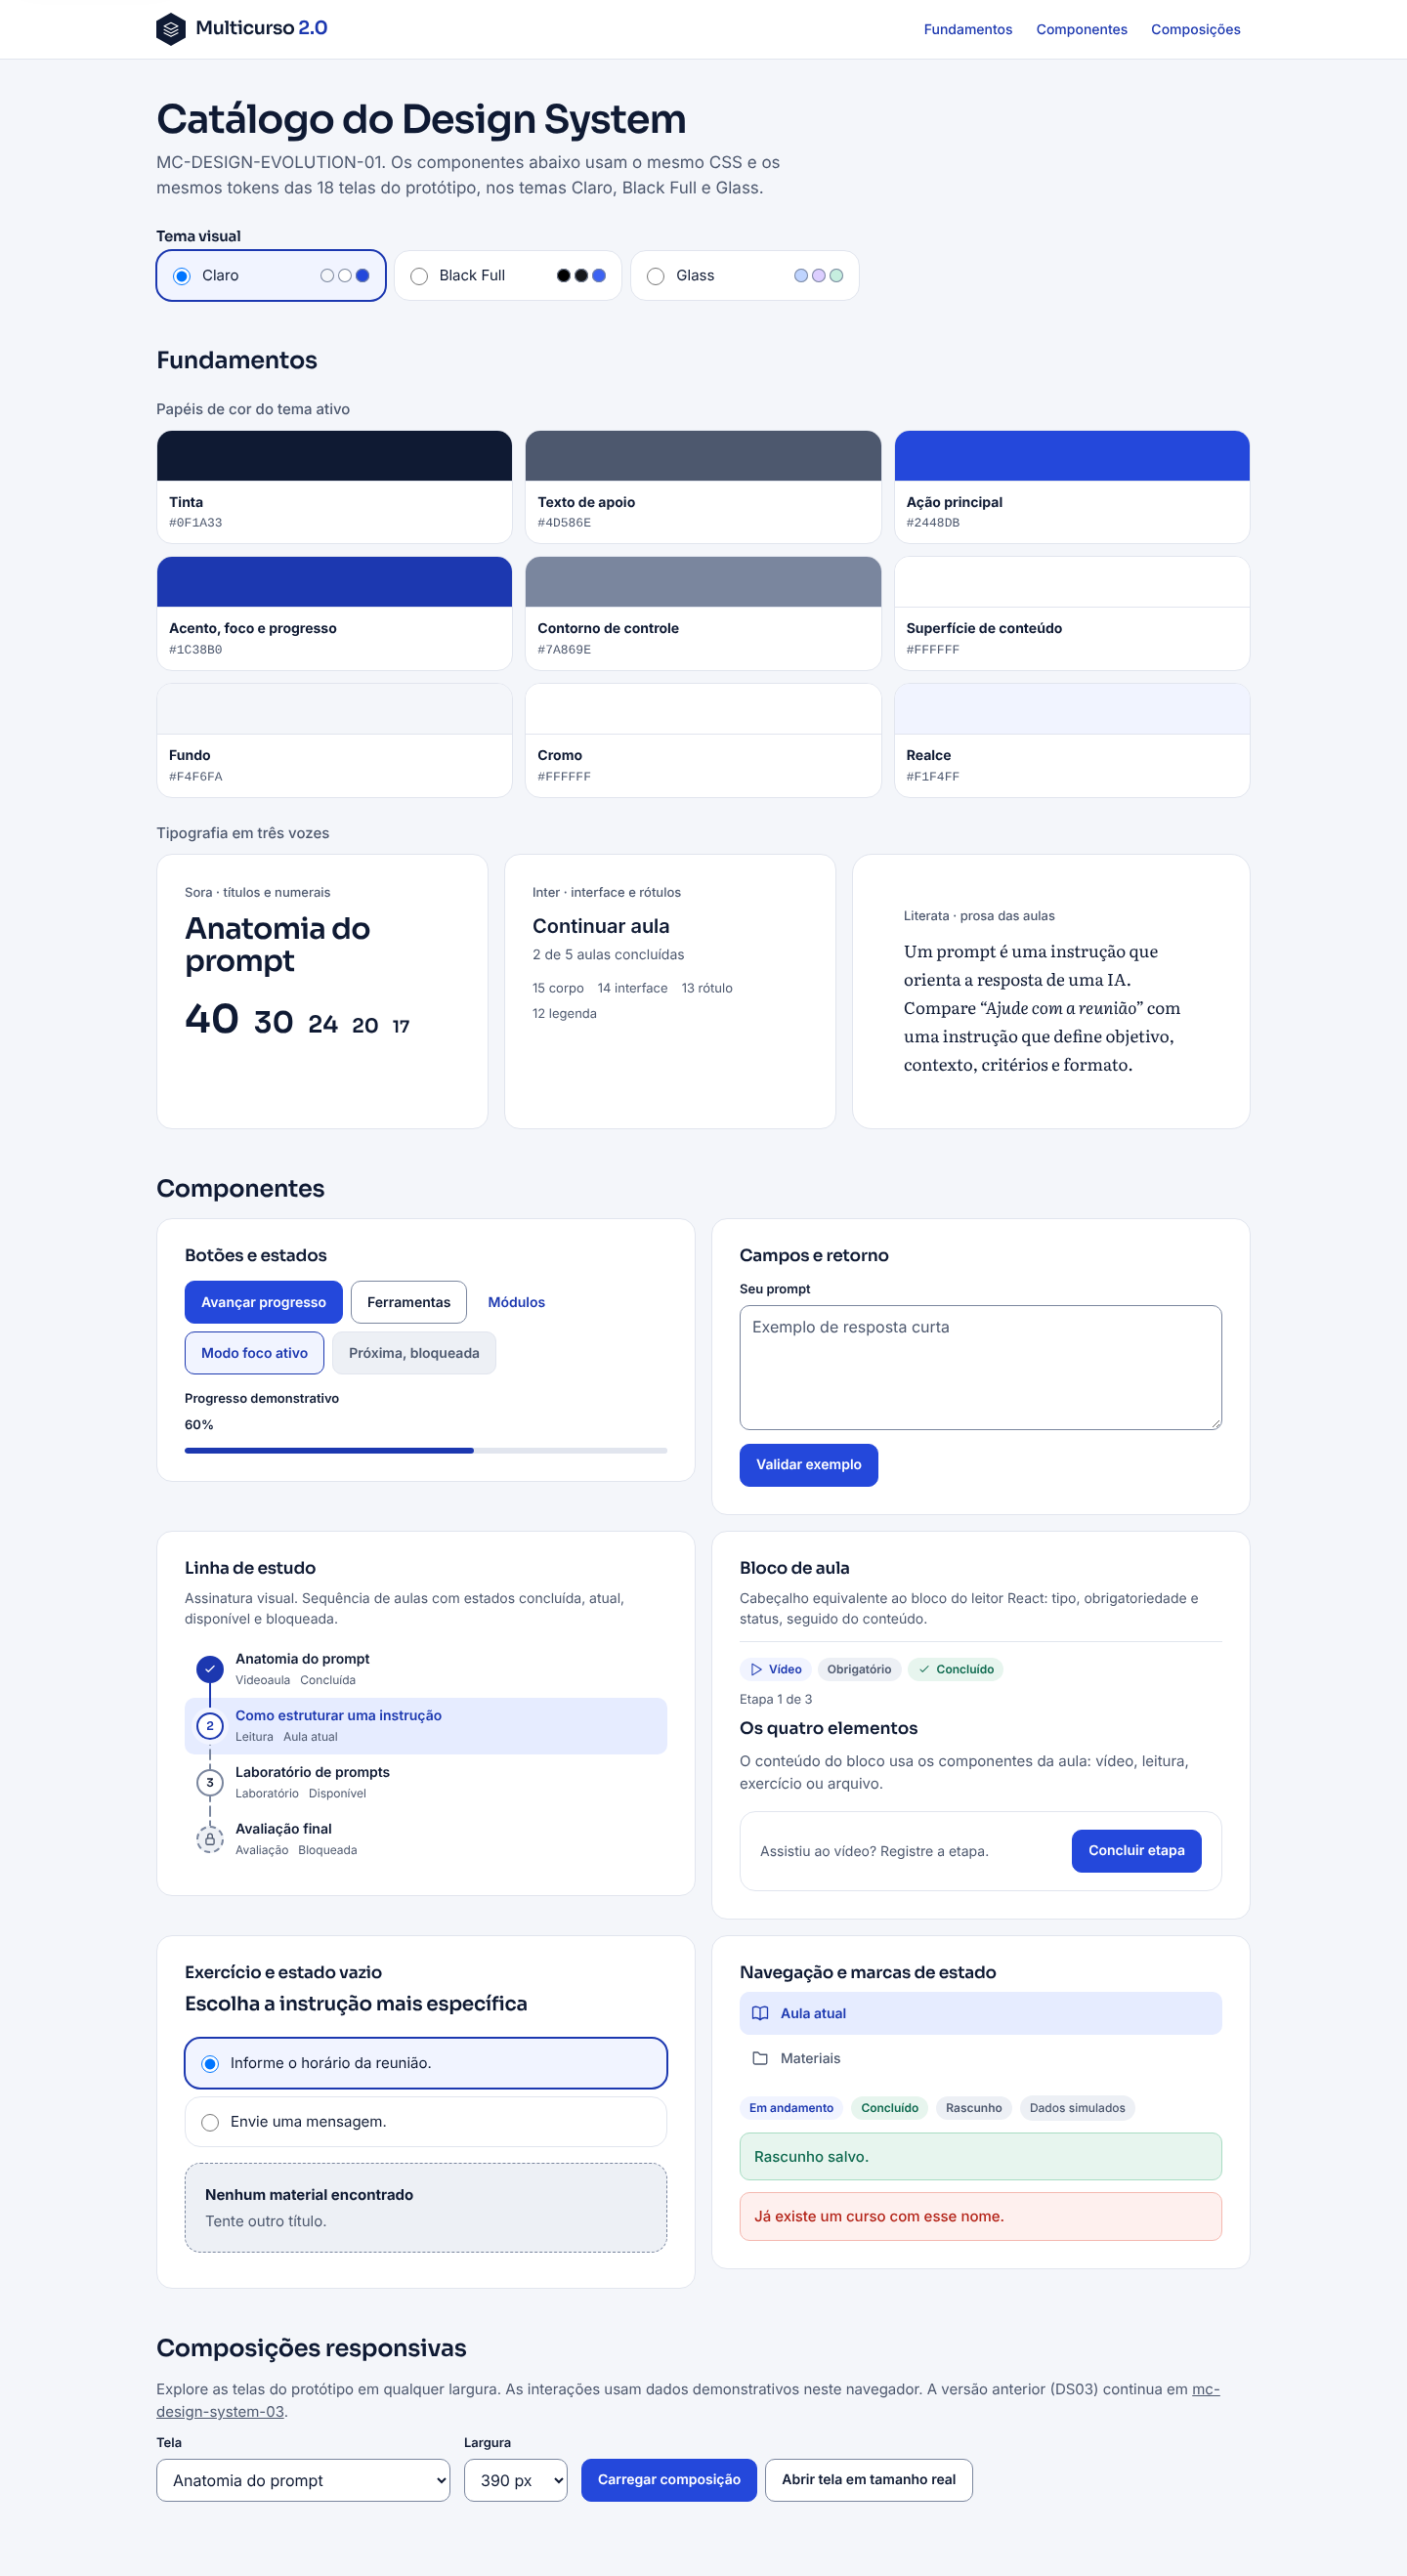 Multicurso 2.0
Fundamentos
Componentes
Composições
Catálogo do Design System
MC-DESIGN-EVOLUTION-01. Os componentes abaixo usam o mesmo CSS e os
mesmos tokens das 18 telas do protótipo, nos temas Claro, Black Full e Glass.
Tema visual
Claro
Black Full
Glass
Fundamentos
Papéis de cor do tema ativo
Tinta
#0F1A33
Texto de apoio
#4D586E
Ação principal
#2448DB
Acento, foco e progresso
#1C38B0
Contorno de controle
#7A869E
Superfície de conteúdo
#FFFFFF
Fundo
#F4F6FA
Cromo
#FFFFFF
Realce
#F1F4FF
Tipografia em três vozes
Sora · títulos e numerais
Anatomia do
prompt
40 30 24 20 17
Inter · interface e rótulos
Continuar aula
2 de 5 aulas concluídas
15 corpo 14 interface 13 rótulo
12 legenda
Literata · prosa das aulas
Um prompt é uma instrução que
orienta a resposta de uma IA.
Compare “Ajude com a reunião” com
uma instrução que define objetivo,
contexto, critérios e formato.
Componentes
Botões e estados
Avançar progresso
Ferramentas
Módulos
Modo foco ativo
Próxima, bloqueada
Progresso demonstrativo
60%
Campos e retorno
Seu prompt
Exemplo de resposta curta
Validar exemplo
Linha de estudo
Assinatura visual. Sequência de aulas com estados concluída, atual,
disponível e bloqueada.
Anatomia do prompt
Videoaula Concluída
2
Como estruturar uma instrução
Leitura Aula atual
3
Laboratório de prompts
Laboratório Disponível
Avaliação final
Avaliação Bloqueada
Bloco de aula
Cabeçalho equivalente ao bloco do leitor React: tipo, obrigatoriedade e
status, seguido do conteúdo.
Vídeo
Obrigatório
Concluído
Etapa 1 de 3
Os quatro elementos
O conteúdo do bloco usa os componentes da aula: vídeo, leitura,
exercício ou arquivo.
Assistiu ao vídeo? Registre a etapa.
Concluir etapa
Exercício e estado vazio
Escolha a instrução mais específica
Informe o horário da reunião.
Envie uma mensagem.
Nenhum material encontrado
Tente outro título.
Navegação e marcas de estado
Aula atual
Materiais
Em andamento
Concluído
Rascunho
Dados simulados
Rascunho salvo.
Já existe um curso com esse nome.
Composições responsivas
Explore as telas do protótipo em qualquer largura. As interações usam dados demonstrativos neste navegador. A versão anterior (DS03) continua em mc-
design-system-03.
Tela
Anatomia do prompt
Largura
390 px
Carregar composição
Abrir tela em tamanho real